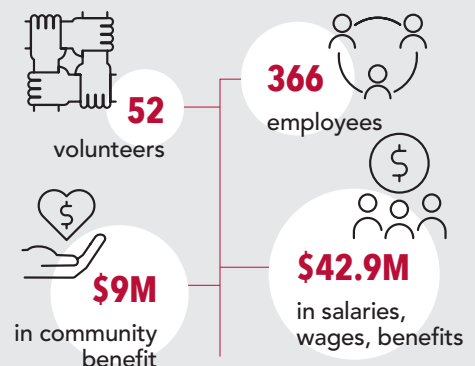 52
volunteers
366
employees
$
$
$9M
in community
benefit
$42.9M
in salaries,
wages, benefits